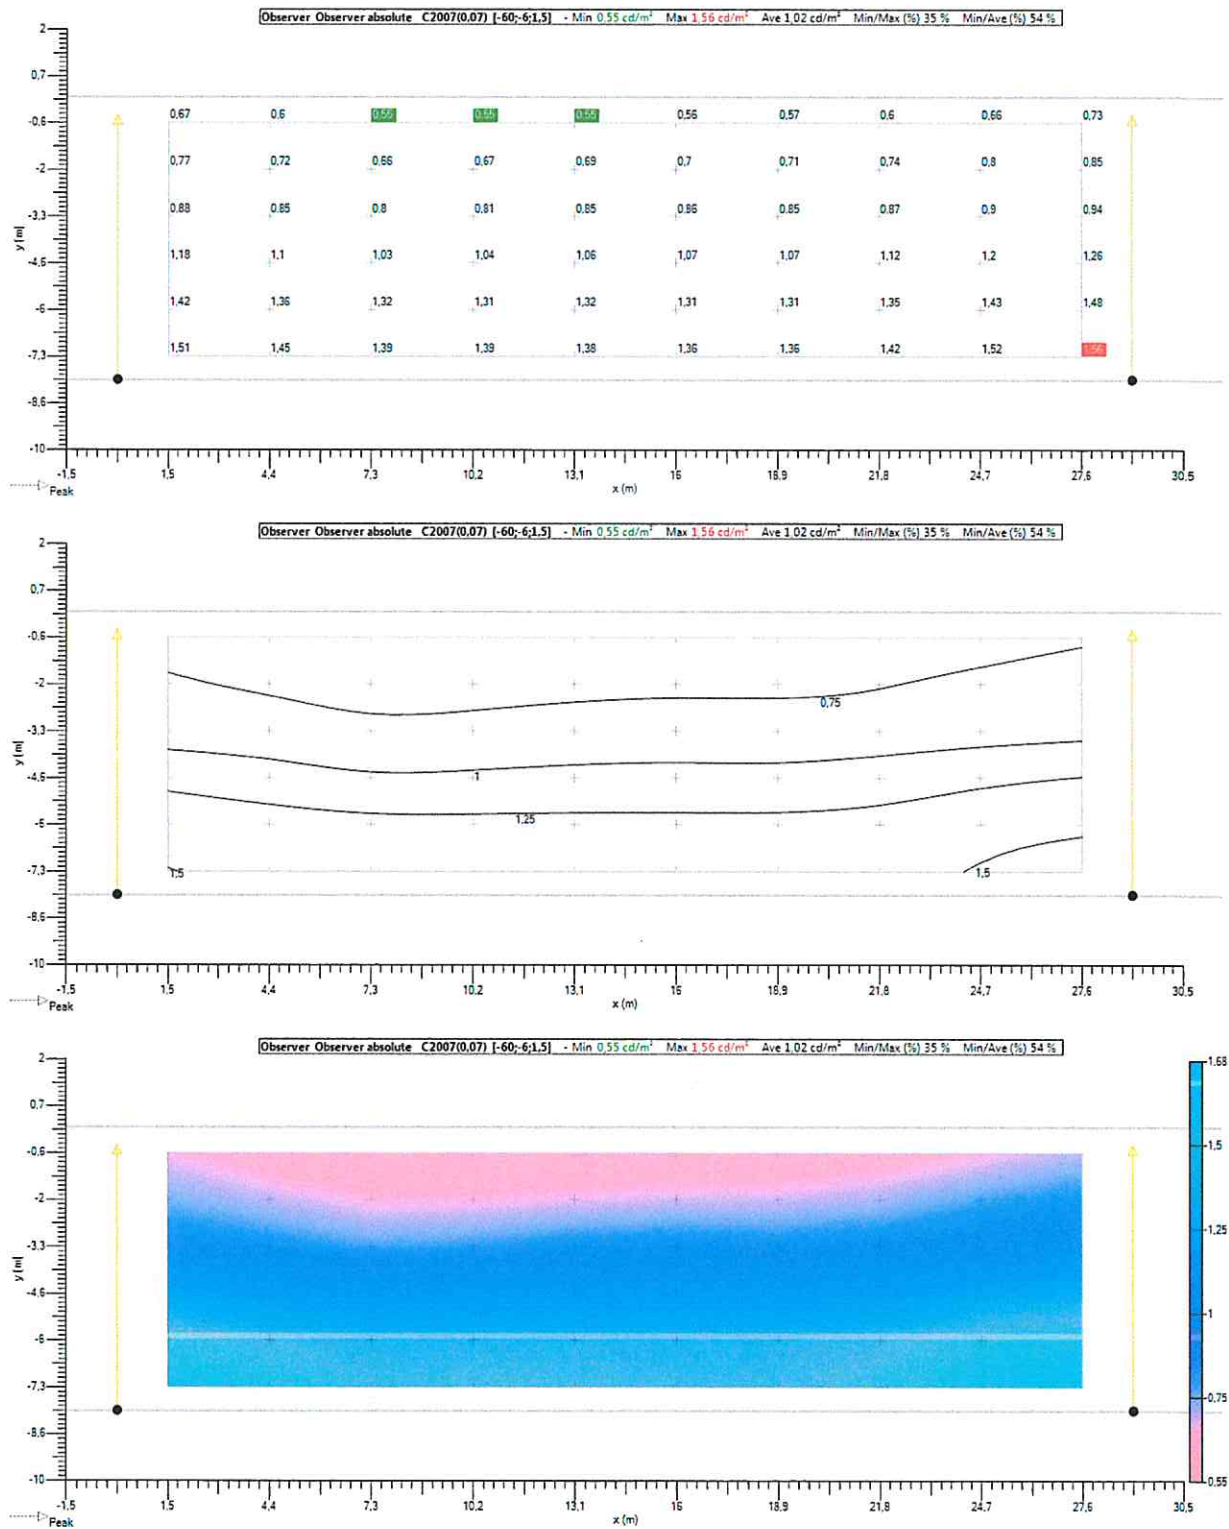 Observer Observer absolute C2007(0,07) [-60;-6;1,5] - Min 0,55 cd/m² Max 1,56 cd/m² Ave 1,02 cd/m² Min/Max (%) 35 % Min/Ave (%) 54 %
2
0,7
0,67 0,6 0,55 0,55 0,55 0,56 0,57 0,6 0,66 0,73
-0,6
0,77 0,72 0,66 0,67 0,69 0,7 0,71 0,74 0,8 0,85
-2
0,88 0,85 0,8 0,81 0,85 0,86 0,85 0,87 0,9 0,94
-3,3
y (m)
1,18 1,1 1,03 1,04 1,06 1,07 1,07 1,12 1,2 1,26
-4,6
1,42 1,36 1,32 1,31 1,32 1,31 1,31 1,35 1,43 1,48
-6
1,51 1,45 1,39 1,39 1,38 1,36 1,36 1,42 1,52 1,56
-7,3
-8,6
-10
-1,5 1,5 4,4 7,3 10,2 13,1 16 18,9 21,8 24,7 27,6 30,5
Peak
x (m)
Observer Observer absolute C2007(0,07) [-60;-6;1,5] - Min 0,55 cd/m² Max 1,56 cd/m² Ave 1,02 cd/m² Min/Max (%) 35 % Min/Ave (%) 54 %
2
0,7
-0,6
-2
0,75
-3,3
y (m)
-4,6
1
1,25
-6
-7,3
1,5 1,5
-8,6
-10
-1,5 1,5 4,4 7,3 10,2 13,1 16 18,9 21,8 24,7 27,6 30,5
Peak
x (m)
Observer Observer absolute C2007(0,07) [-60;-6;1,5] - Min 0,55 cd/m² Max 1,56 cd/m² Ave 1,02 cd/m² Min/Max (%) 35 % Min/Ave (%) 54 %
2
1,68
0,7
1,5
-0,6
-2
1,25
-3,3
y (m)
-4,6
1
-6
-7,3
0,75
-8,6
-10
0,55
-1,5 1,5 4,4 7,3 10,2 13,1 16 18,9 21,8 24,7 27,6 30,5
Peak
x (m)